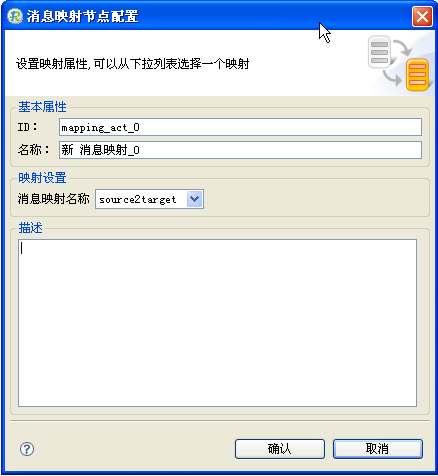 消息映射节点配置
设置映射属性,可以从下拉列表选择一个映射
基本属性
ID： mapping_act_0
名称： 新 消息映射_0
映射设置
消息映射名称 source2target
描述
确认 取消